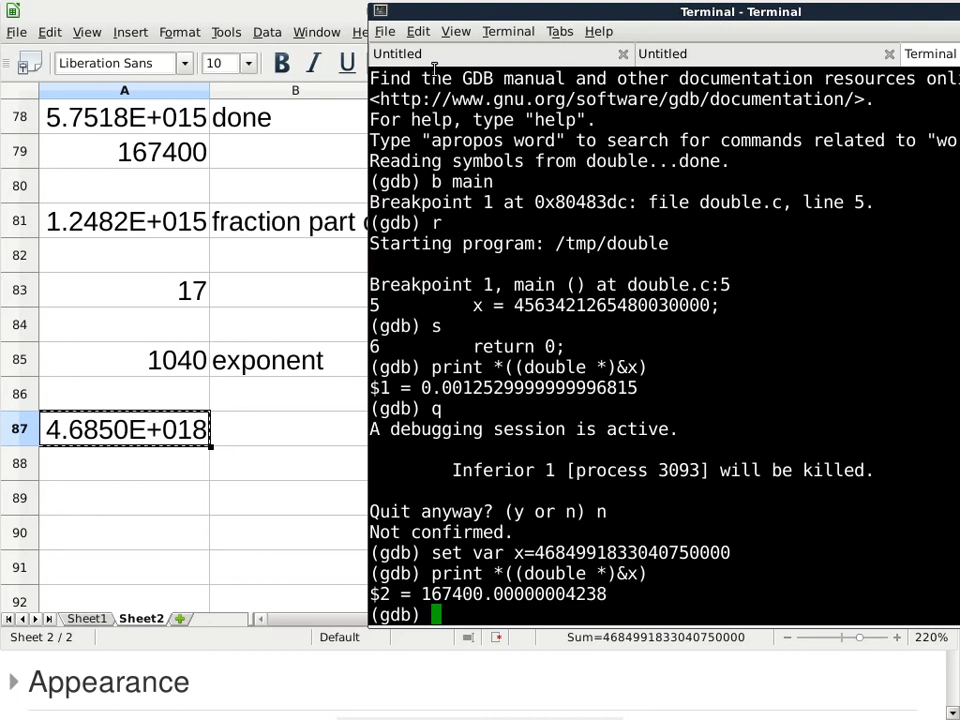 Terminal - Terminal
File Edit View Insert Format Tools Data Window He
File Edit View Terminal Tabs Help
Liberation Sans 10 B I U
Untitled Untitled Terminal
A B
78 5.7518E+015 done
79 167400
80
81 1.2482E+015 fraction part
82
83 17
84
85 1040 exponent
86
87 4.6850E+018
88
89
90
91
92
Find the GDB manual and other documentation resources onl
<http://www.gnu.org/software/gdb/documentation/>.
For help, type "help".
Type "apropos word" to search for commands related to "wo
Reading symbols from double...done.
(gdb) b main
Breakpoint 1 at 0x80483dc: file double.c, line 5.
(gdb) r
Starting program: /tmp/double
Breakpoint 1, main () at double.c:5
5 x = 4563421265480030000;
(gdb) s
6 return 0;
(gdb) print *((double *)&x)
$1 = 0.0012529999999996815
(gdb) q
A debugging session is active.
Inferior 1 [process 3093] will be killed.
Quit anyway? (y or n) n
Not confirmed.
(gdb) set var x=4684991833040750000
(gdb) print *((double *)&x)
$2 = 167400.00000004238
(gdb)
Sheet1 Sheet2
Sheet 2 / 2 Default Sum=4684991833040750000 220%
Appearance